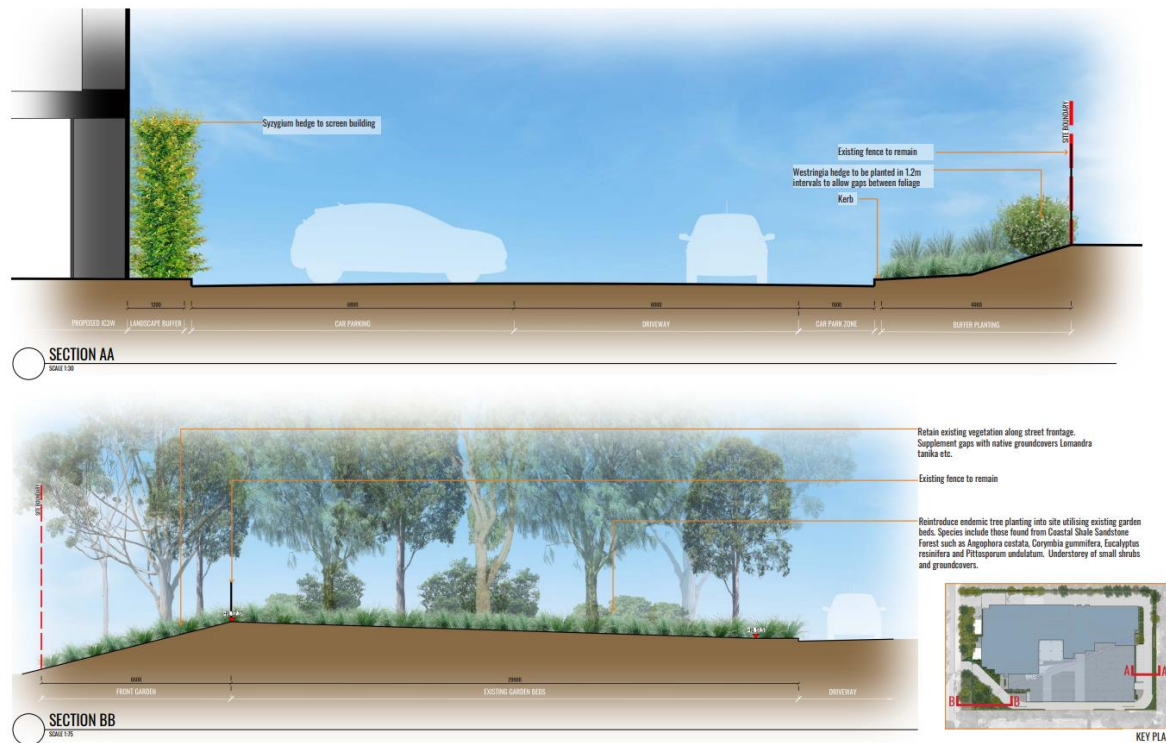 Syzygium hedge to screen building
SITE BOUNDARY
Existing fence to remain
Westringia hedge to be planted in 1.2m
intervals to allow gaps between foliage
Kerb
1200
6000
1500
4000
LANDSCAPE BUFFER
CAR PARKING
DRIVEWAY
CAR PARK ZONE
BUFFER PLANTING
SECTION AA
SCALE 1:30
Retain existing vegetation along street frontage.
Supplement gaps with native groundcovers Lomandra
tanika etc.
SITE BOUNDARY
Existing fence to remain
Reintroduce endemic tree planting into site utilising existing garden
beds. Species include those found from Coastal Shale Sandstone
Forest such as Angophora costata, Corymbia gummifera, Eucalyptus
resinifera and Pittosporum undulatum. Understorey of small shrubs
and groundcovers.
FRONT GARDEN
EXISTING GARDEN BEDS
DRIVEWAY
A
A
B
B
SECTION BB
SCALE 1:75
KEY PLA